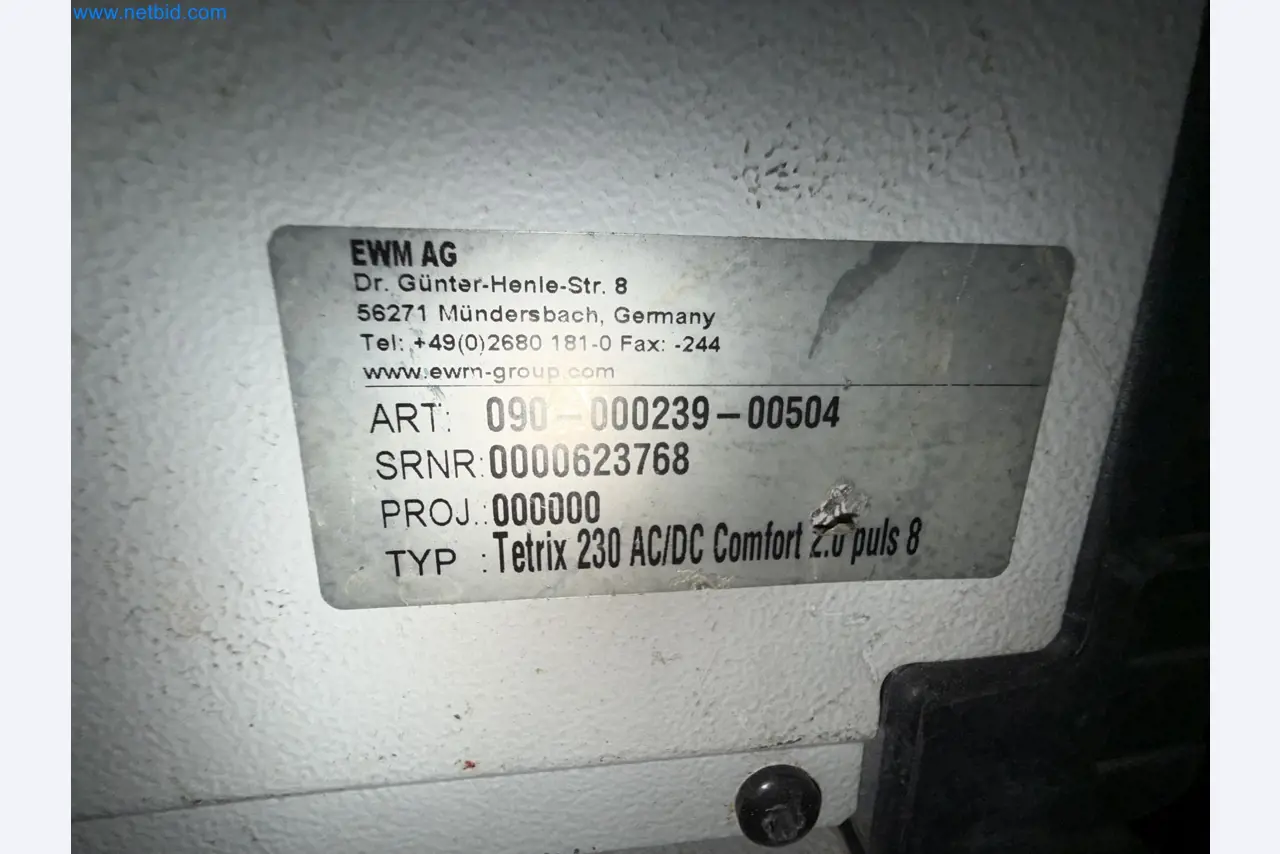 www.netbid.com
EWM AG
Dr. Günter-Henle-Str. 8
56271 Mündersbach, Germany
Tel: +49(0)2680 181-0 Fax: -244
www.ewm-group.com
ART: 090-000239-00504
SRNR: 0000623768
PROJ.: 000000
TYP : Tetrix 230 AC/DC Comfort 2.0 puls 8